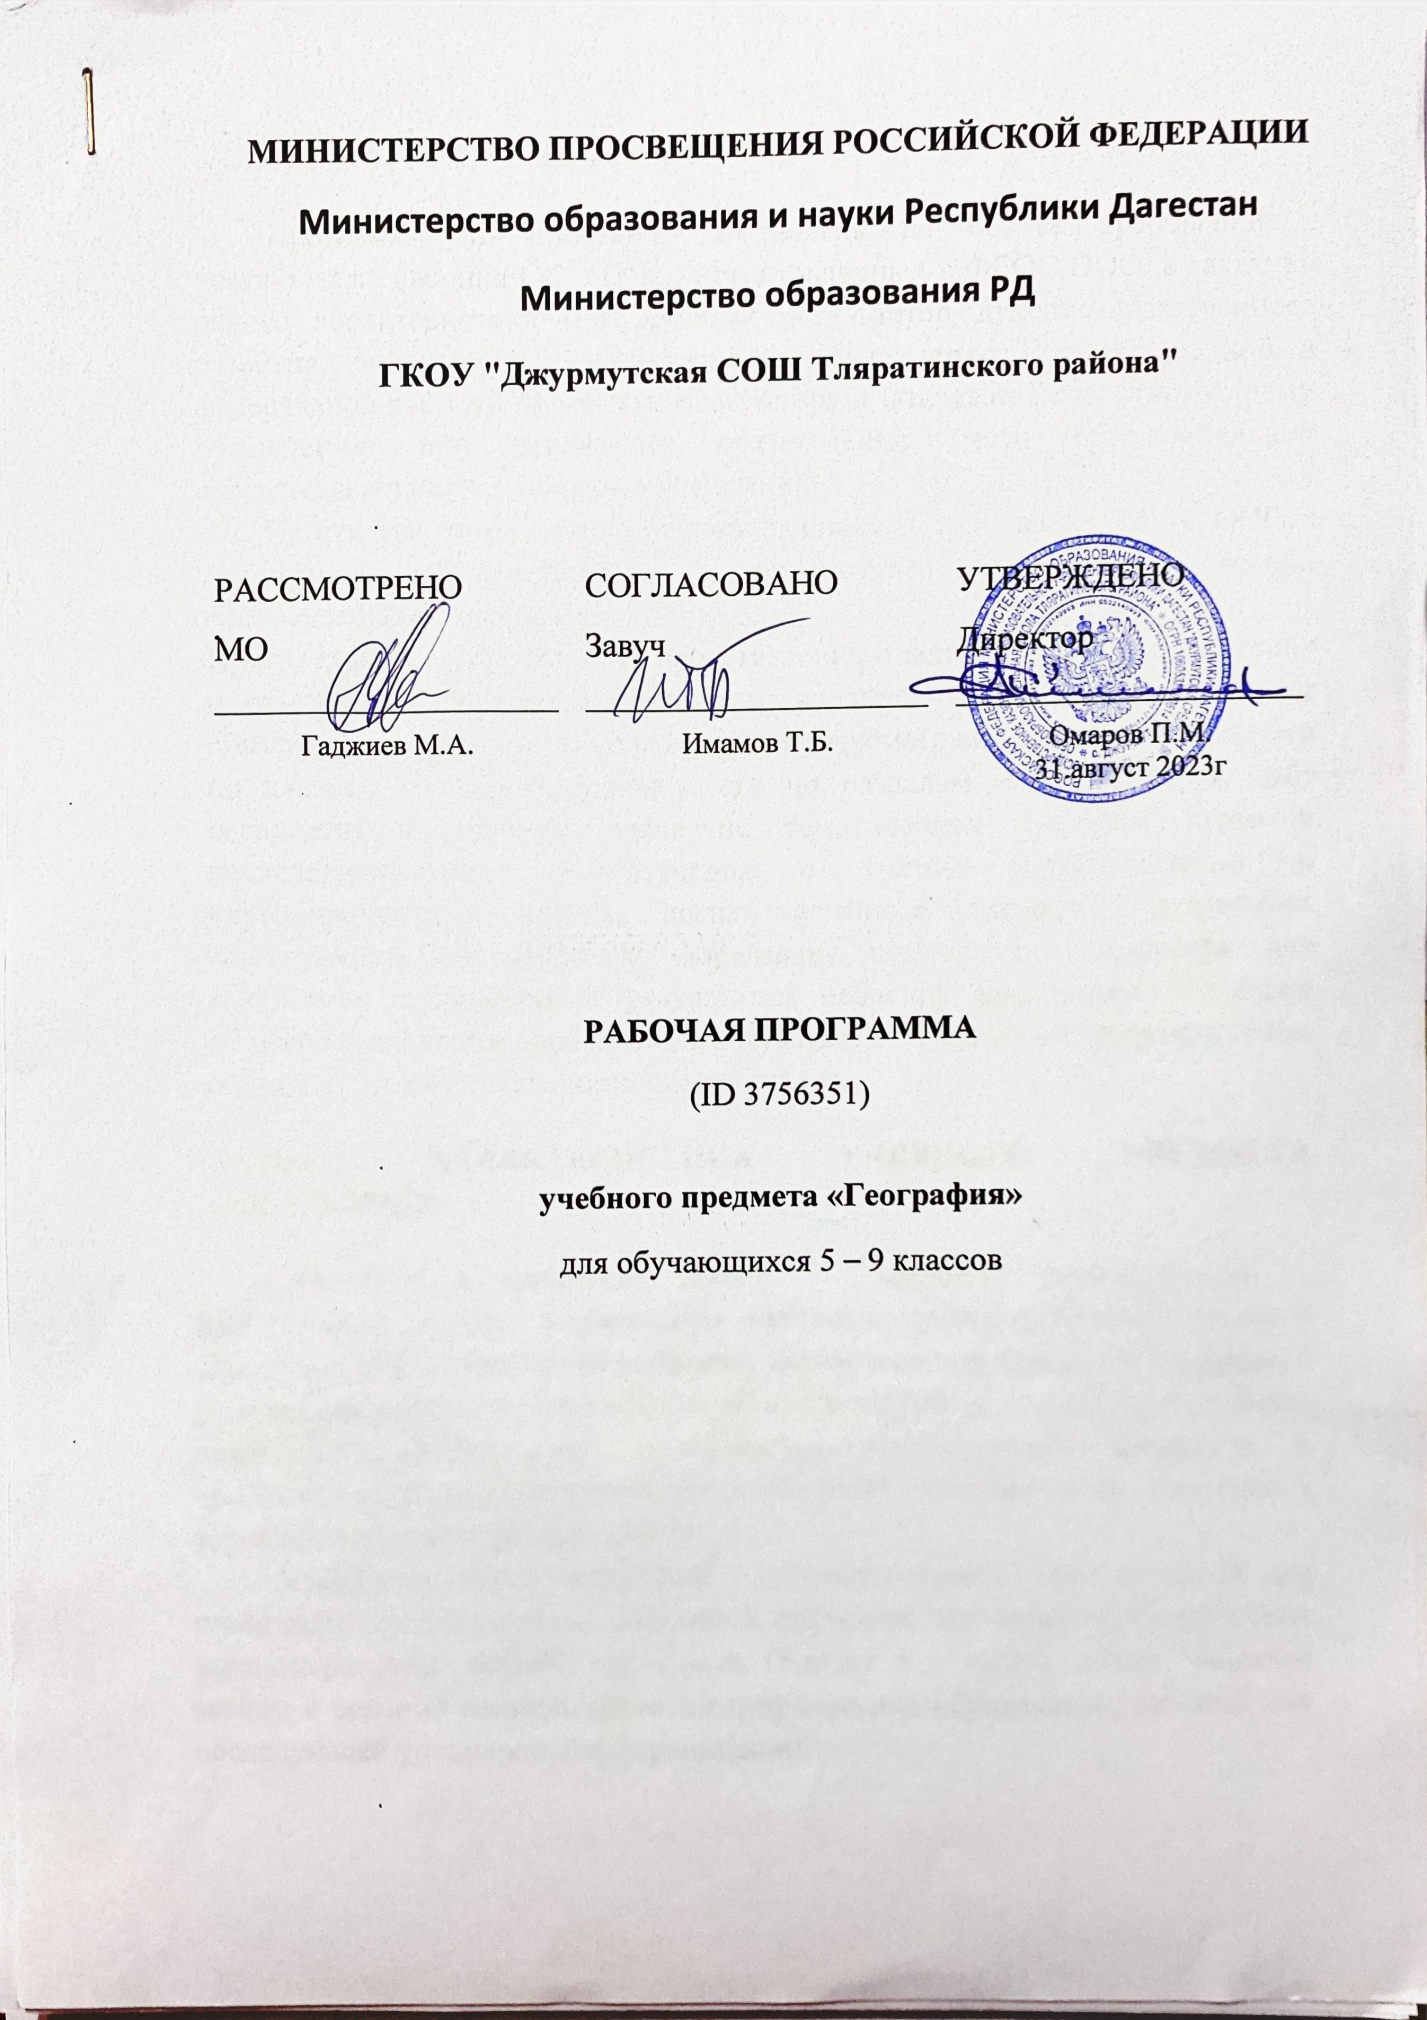 МИНИСТЕРСТВО ПРОСВЕЩЕНИЯ РОССИЙСКОЙ ФЕДЕРАЦИИ
Министерство образования и науки Республики Дагестан
Министерство образования РД
ГКОУ "Джурмутская СОШ Тляратинского района"
РАССМОТРЕНО
МО
Гаджиев М.А.
СОГЛАСОВАНО
Завуч
Имамов Т.Б.
УТВЕРЖДЕНО
Директор
Омаров П.М.
31.август 2023г
РАБОЧАЯ ПРОГРАММА
(ID 3756351)
учебного предмета «География»
для обучающихся 5 – 9 классов